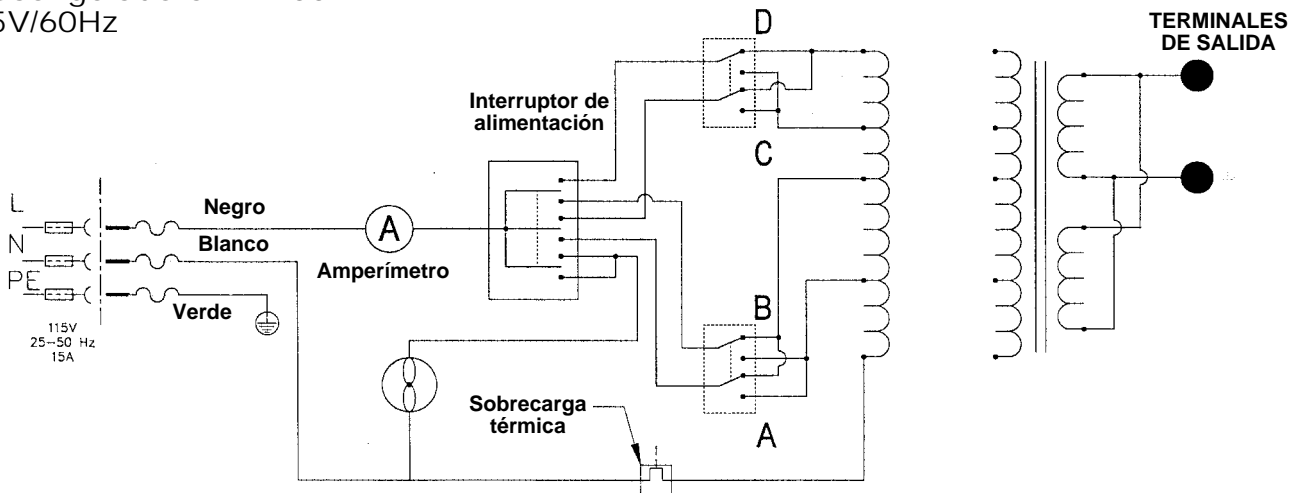 5V/60Hz
TERMINALES
DE SALIDA
D
Interruptor de
alimentación
C
L
Negro
A
N
Blanco
Amperímetro
PE
Verde
B
115V
25-50 Hz
15A
Sobrecarga
térmica
A